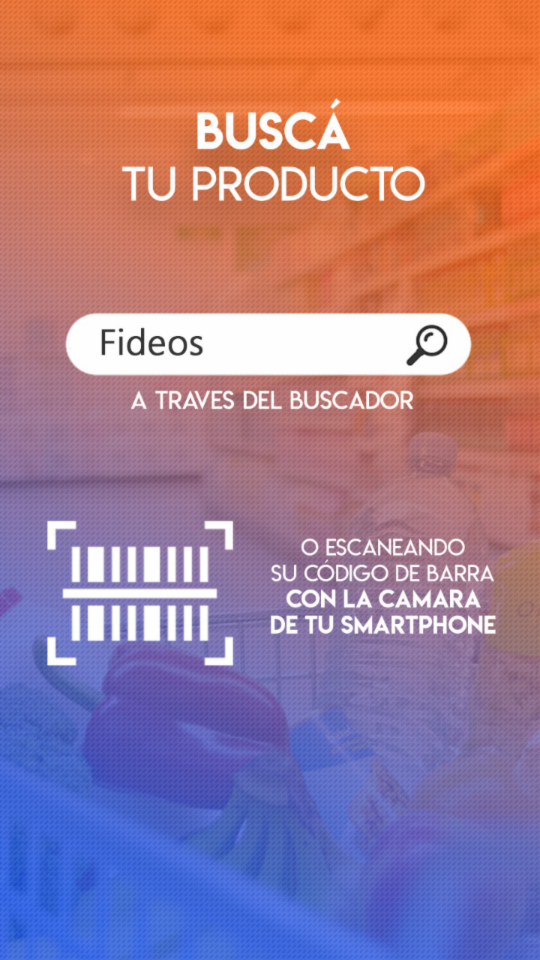 BUSCÁ
TU PRODUCTO
Fideos
A TRAVES DEL BUSCADOR
O ESCANEANDO
SU CÓDIGO DE BARRA
CON LA CAMARA
DE TU SMARTPHONE